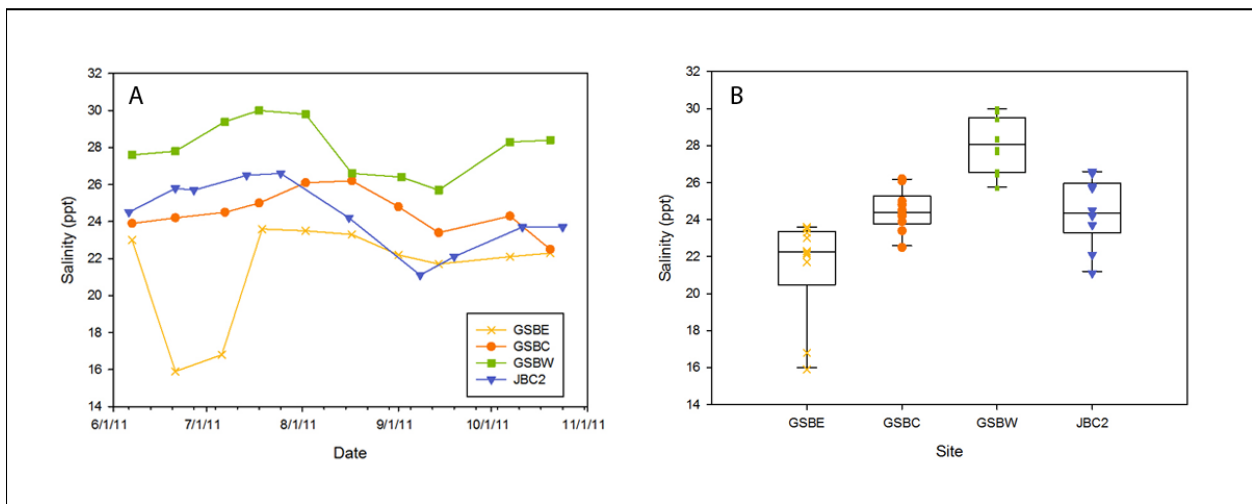 A
Salinity (ppt)
32
30
28
26
24
22
20
18
16
14
6/1/11 7/1/11 8/1/11 9/1/11 10/1/11 11/1/11
Date
GSBE
GSBC
GSBW
JBC2
B
Salinity (ppt)
32
30
28
26
24
22
20
18
16
14
GSBE GSBC GSBW JBC2
Site